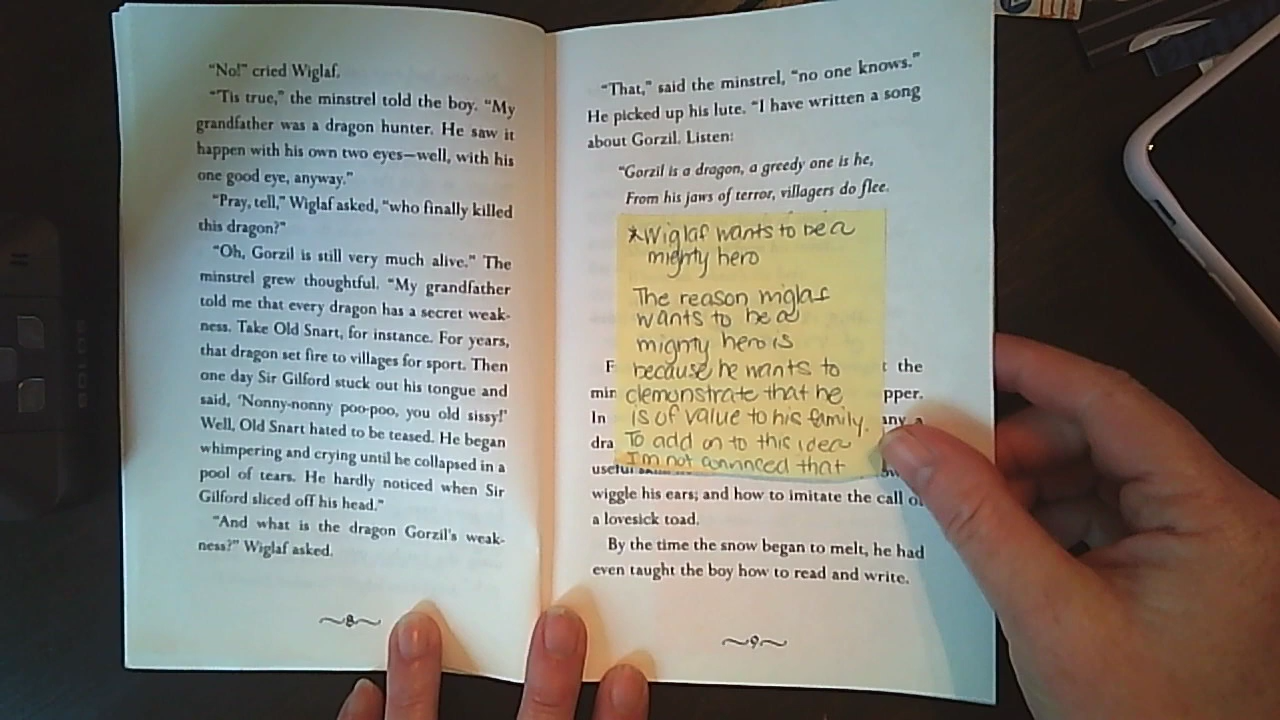 "No!" cried Wiglaf.
"'Tis true," the minstrel told the boy. "My
grandfather was a dragon hunter. He saw it
happen with his own two eyes—well, with his
one good eye, anyway."
"Pray, tell," Wiglaf asked, "who finally killed
this dragon?"
"Oh, Gorzil is still very much alive." The
minstrel grew thoughtful. "My grandfather
told me that every dragon has a secret weak-
ness. Take Old Snart, for instance. For years,
that dragon set fire to villages for sport. Then
one day Sir Gilford stuck out his tongue and
said, 'Nonny-nonny poo-poo, you old sissy!'
Well, Old Snart hated to be teased. He began
whimpering and crying until he collapsed in a
pool of tears. He hardly noticed when Sir
Gilford sliced off his head."
"And what is the dragon Gorzil's weak-
ness?" Wiglaf asked.
~8~
"That," said the minstrel, "no one knows."
He picked up his lute. "I have written a song
about Gorzil. Listen:
"Gorzil is a dragon, a greedy one is he,
From his jaws of terror, villagers do flee.
*Wiglaf wants to be a
mighty hero
The reason wiglaf
wants to be a
mighty hero is
because he wants to
demonstrate that he
is of value to his family.
To add on to this idea
I'm not convinced that
the
pper.
In
any a
dra
wiggle his ears; and how to imitate the call of
a lovesick toad.
By the time the snow began to melt, he had
even taught the boy how to read and write.
~9~